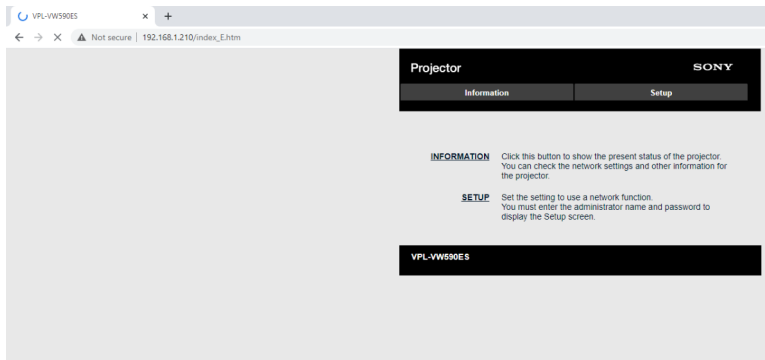 VPL-VW590ES
Not secure | 192.168.1.210/index_E.htm
Projector SONY
Information Setup
INFORMATION Click this button to show the present status of the projector.
You can check the network settings and other information for
the projector.
SETUP Set the setting to use a network function.
You must enter the administrator name and password to
display the Setup screen.
VPL-VW590ES